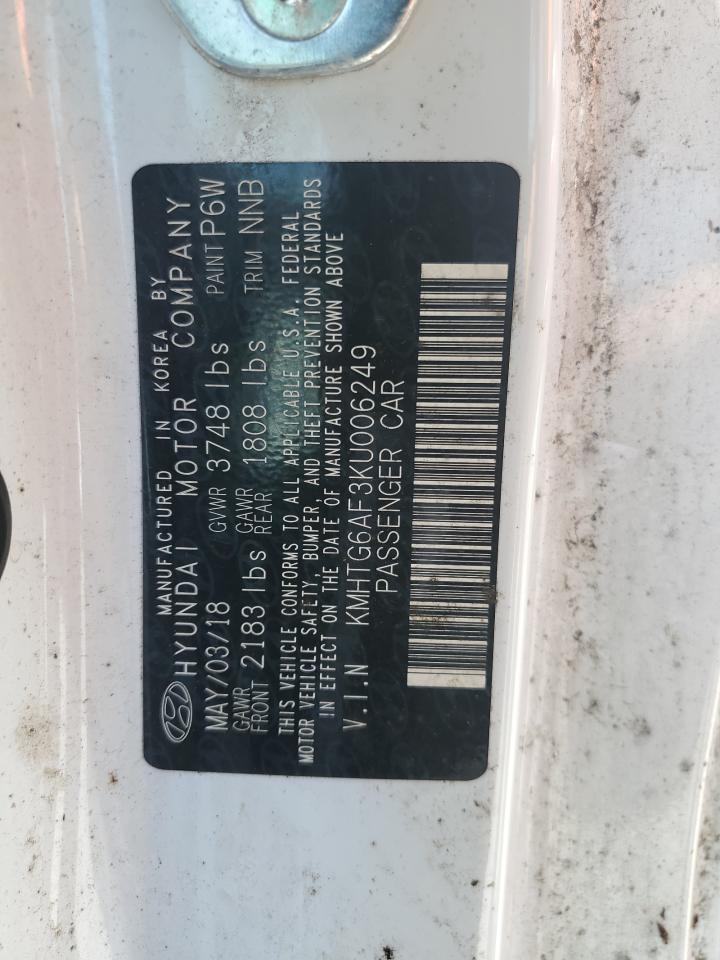 MANUFACTURED IN KOREA BY
HYUNDAI MOTOR COMPANY
MAY/03/18 GVWR 3748 lbs PAINT P6W
GAWR FRONT 2183 lbs GAWR REAR 1808 lbs TRIM NNB
THIS VEHICLE CONFORMS TO ALL APPLICABLE U.S.A. FEDERAL
MOTOR VEHICLE SAFETY, BUMPER, AND THEFT PREVENTION STANDARDS
IN EFFECT ON THE DATE OF MANUFACTURE SHOWN ABOVE
V.I.N KMHTG6AF3KU006249
PASSENGER CAR